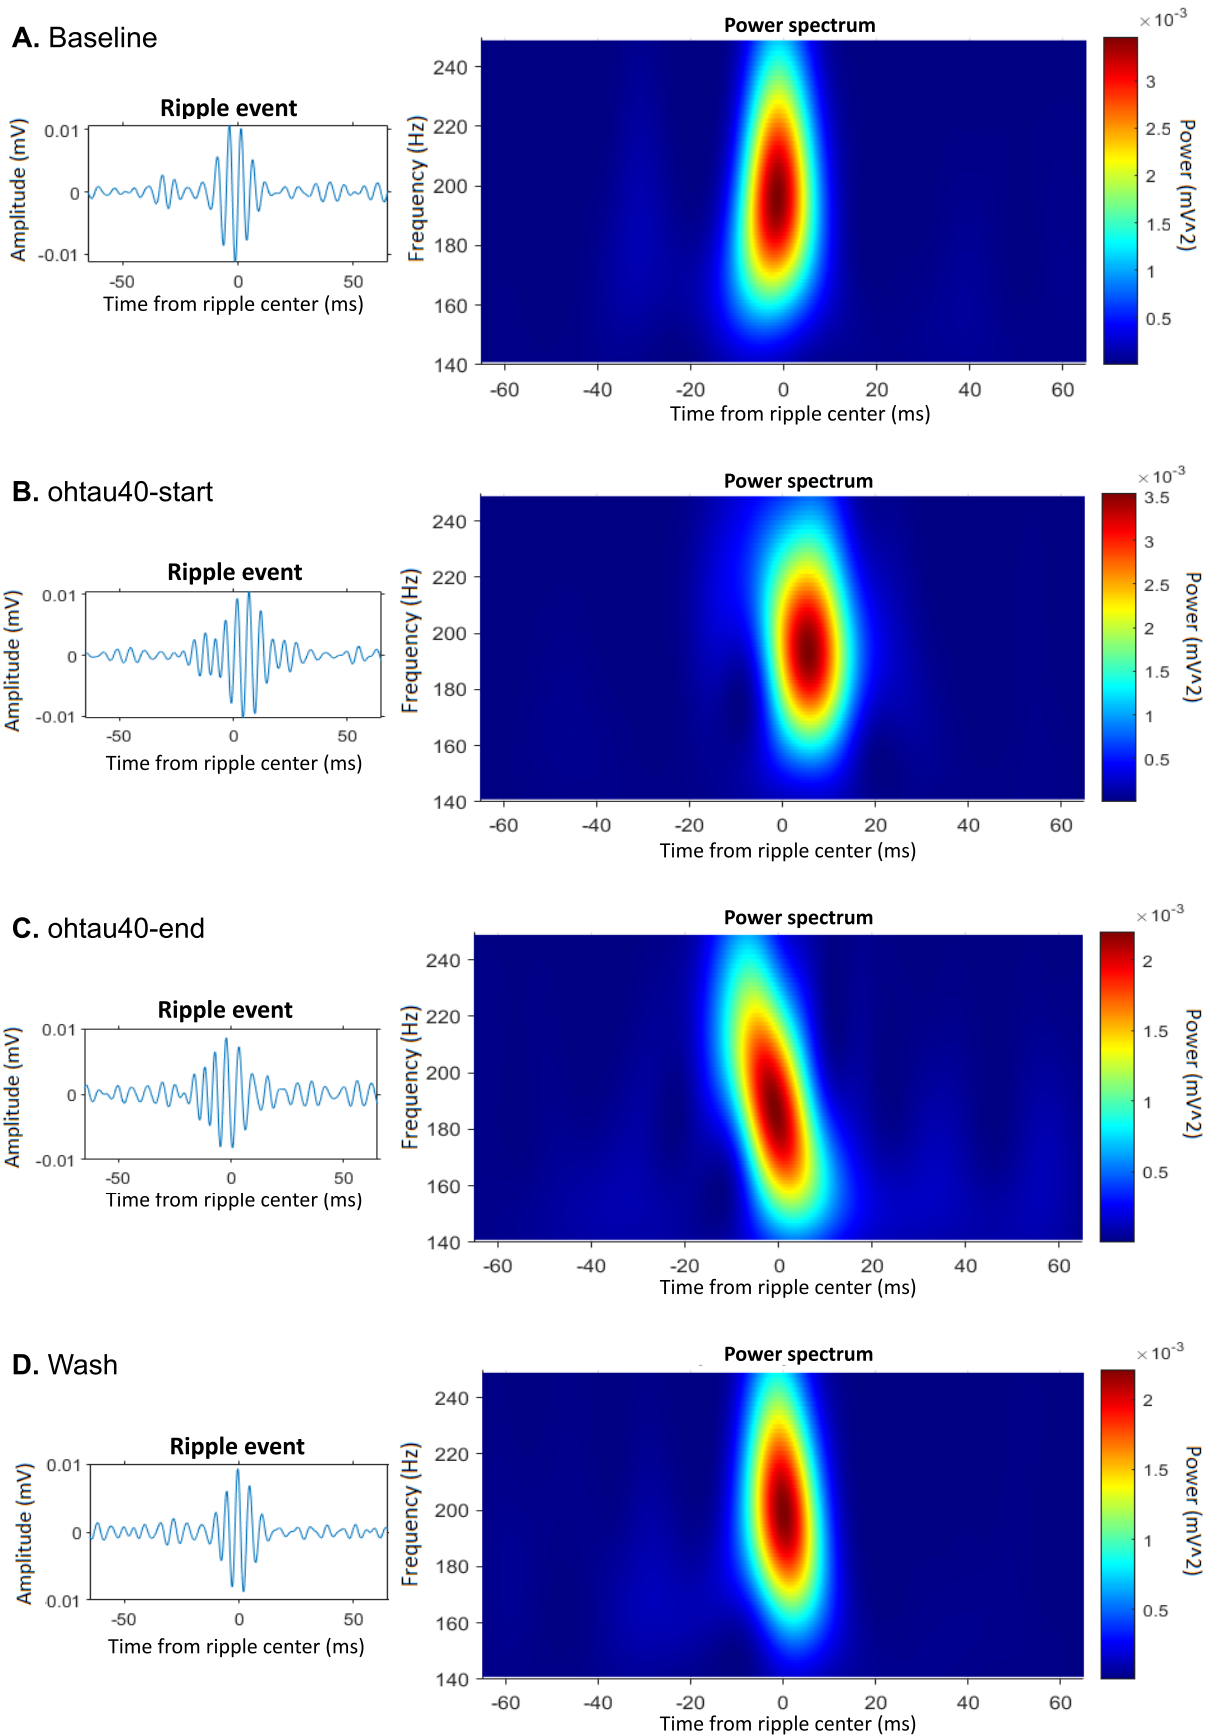 A. Baseline
Power spectrum
×10⁻³
Ripple event
Amplitude (mV)
0.01
0
-0.01
-50 0 50
Time from ripple center (ms)
Frequency (Hz)
240
220
200
180
160
140
-60 -40 -20 0 20 40 60
Time from ripple center (ms)
3
2.5
2
1.5
1
0.5
Power (mV^2)
B. ohtau40-start
Power spectrum
×10⁻³
Ripple event
Amplitude (mV)
0.01
0
-0.01
-50 0 50
Time from ripple center (ms)
Frequency (Hz)
240
220
200
180
160
140
-60 -40 -20 0 20 40 60
Time from ripple center (ms)
3.5
3
2.5
2
1.5
1
0.5
Power (mV^2)
C. ohtau40-end
Power spectrum
×10⁻³
Ripple event
Amplitude (mV)
0.01
0
-0.01
-50 0 50
Time from ripple center (ms)
Frequency (Hz)
240
220
200
180
160
140
-60 -40 -20 0 20 40 60
Time from ripple center (ms)
2
1.5
1
0.5
Power (mV^2)
D. Wash
Power spectrum
×10⁻³
Ripple event
Amplitude (mV)
0.01
0
0.01
-50 0 50
Time from ripple center (ms)
Frequency (Hz)
240
220
200
180
160
140
-60 -40 -20 0 20 40 60
Time from ripple center (ms)
2
1.5
1
0.5
Power (mV^2)